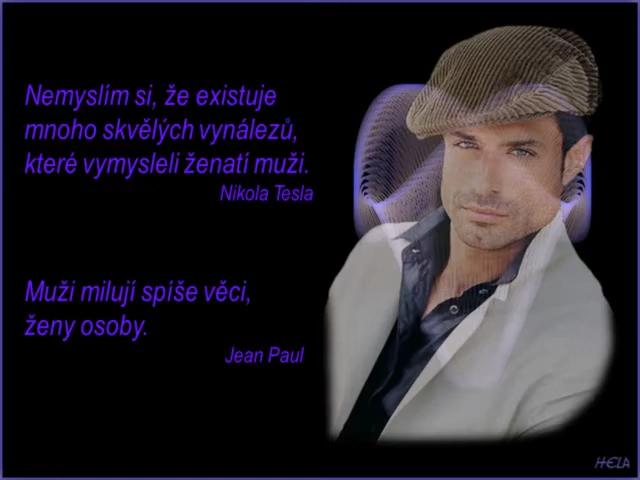 Nemyslím si, že existuje
mnoho skvělých vynálezů,
které vymysleli ženatí muži.
Nikola Tesla
Muži milují spíše věci,
ženy osoby.
Jean Paul
HELA